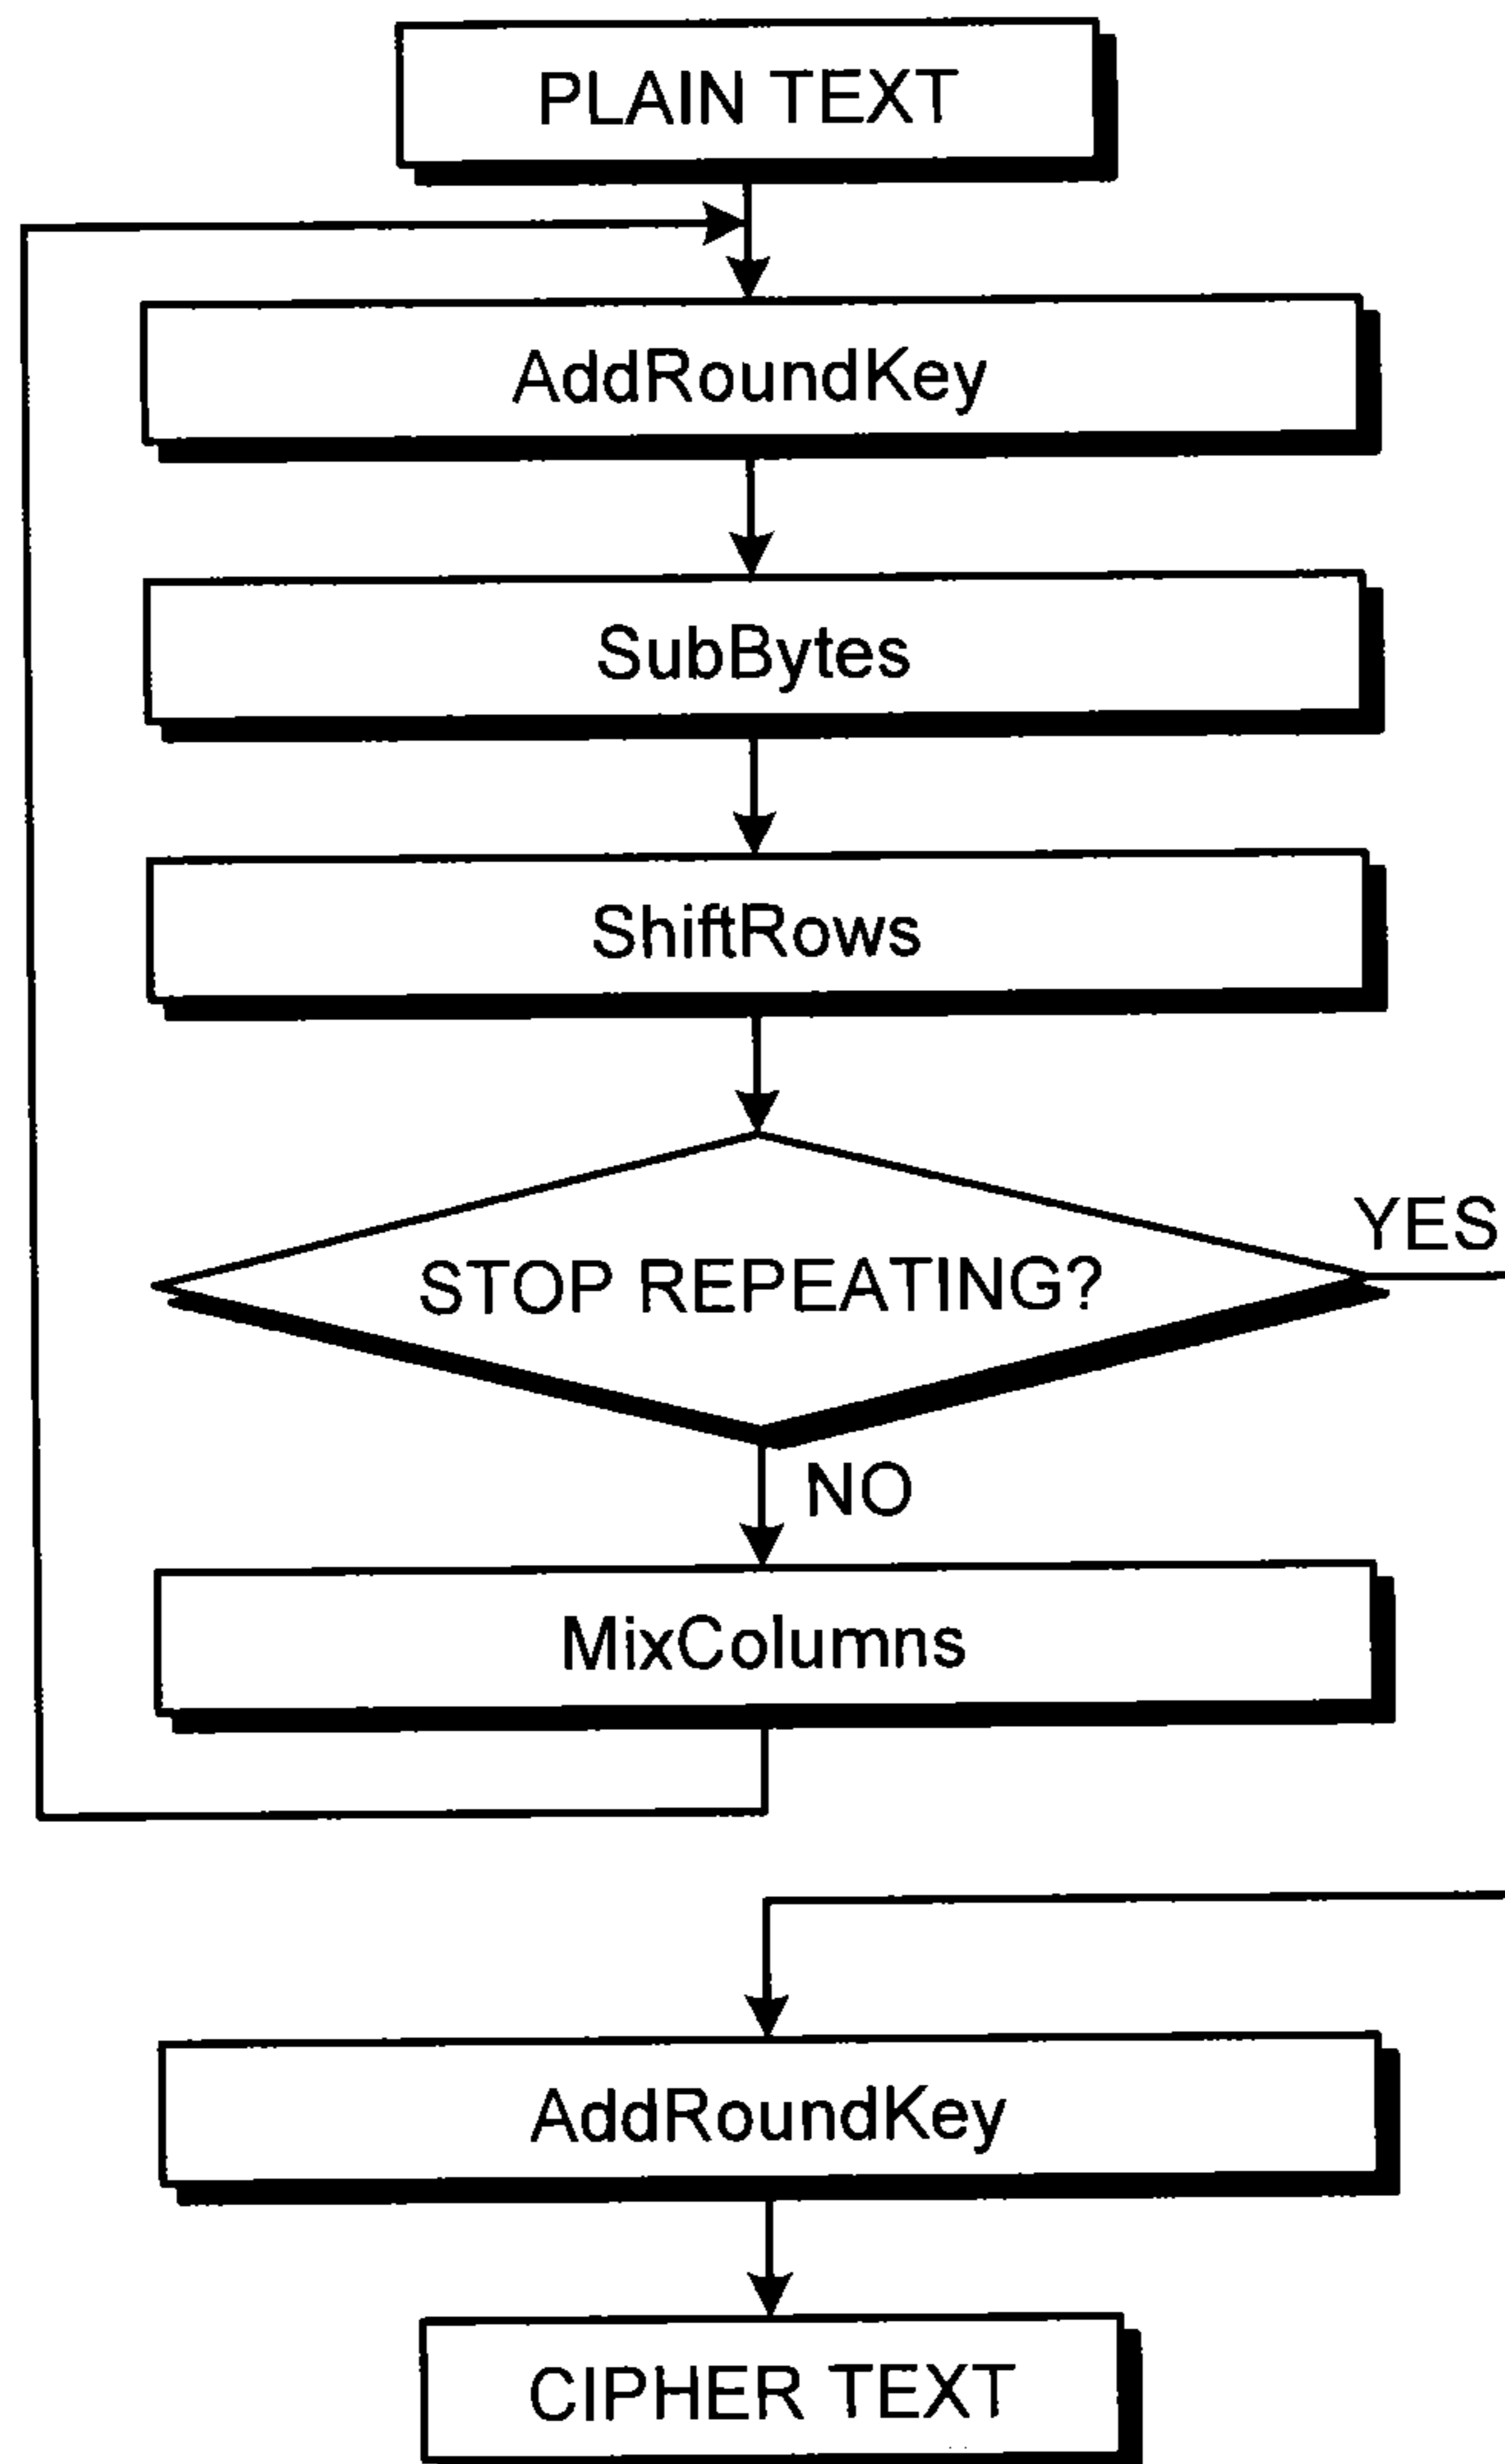 PLAIN TEXT
AddRoundKey
SubBytes
ShiftRows
STOP REPEATING?
YES
NO
MixColumns
AddRoundKey
CIPHER TEXT